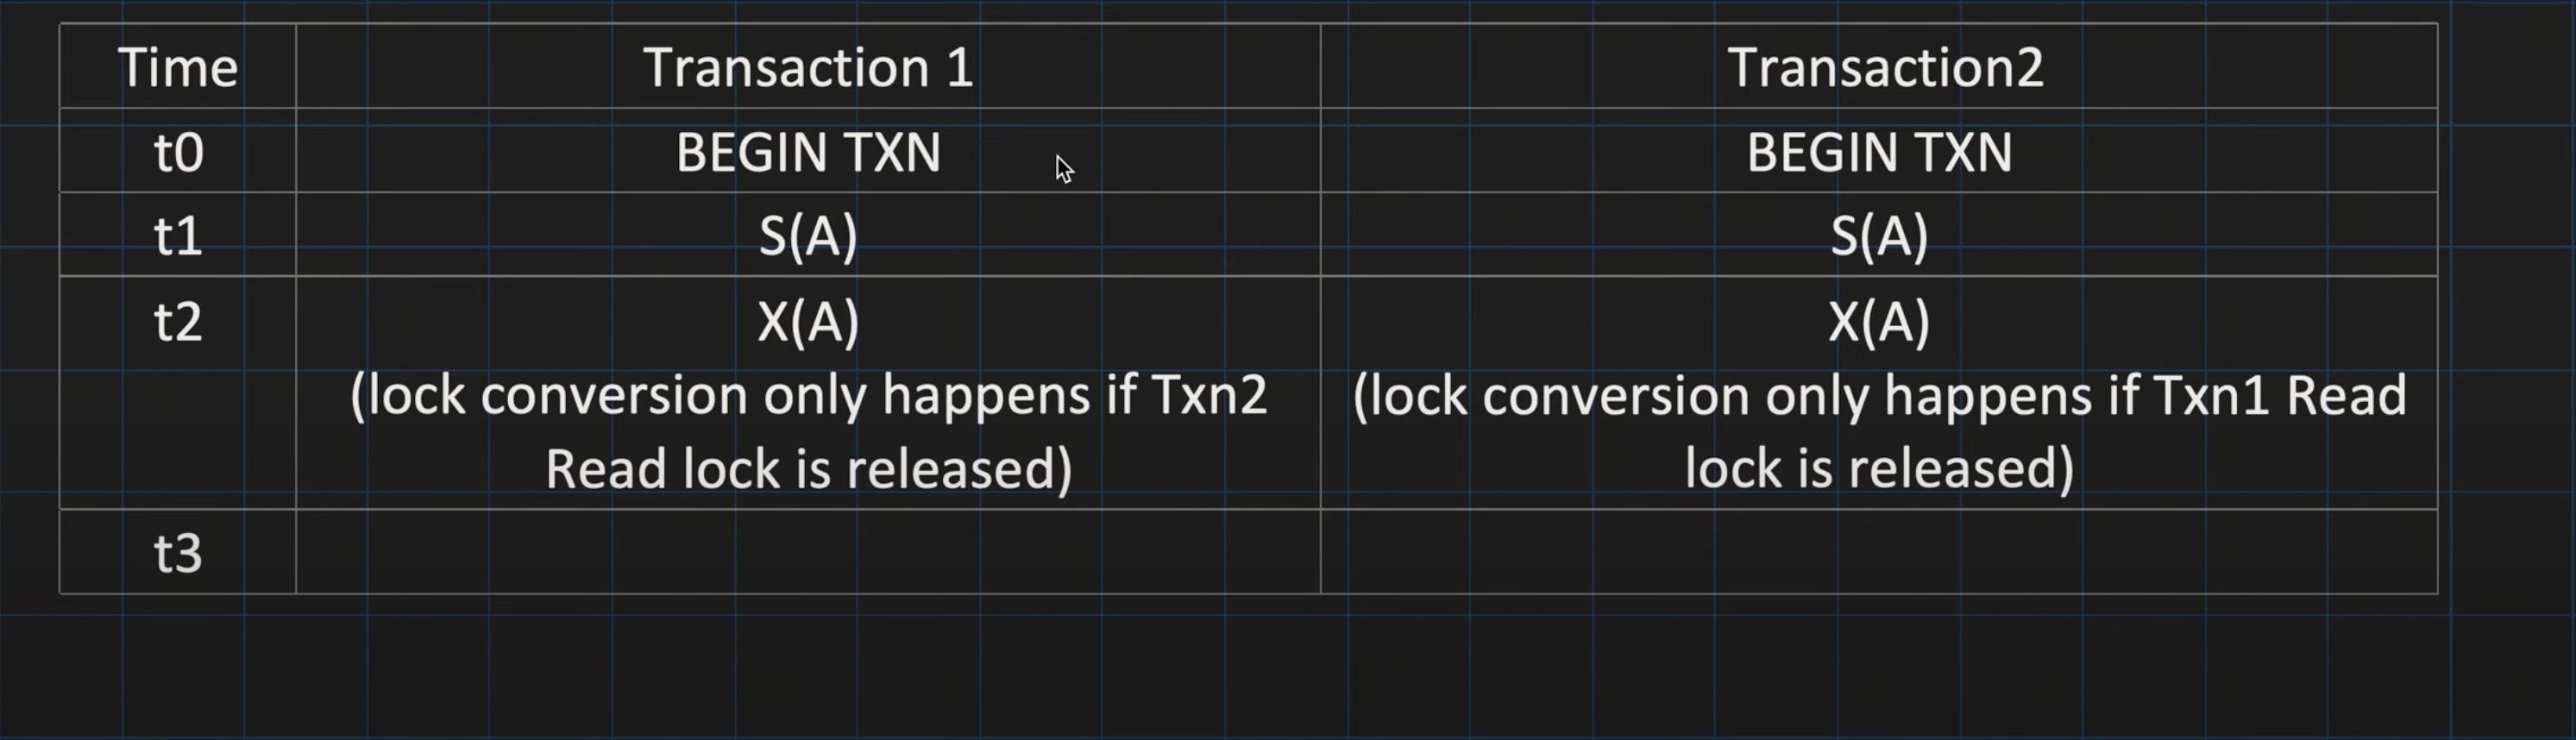 Time Transaction 1 Transaction2
t0 BEGIN TXN BEGIN TXN
t1 S(A) S(A)
t2 X(A) X(A)
(lock conversion only happens if Txn2 (lock conversion only happens if Txn1 Read
Read lock is released) lock is released)
t3